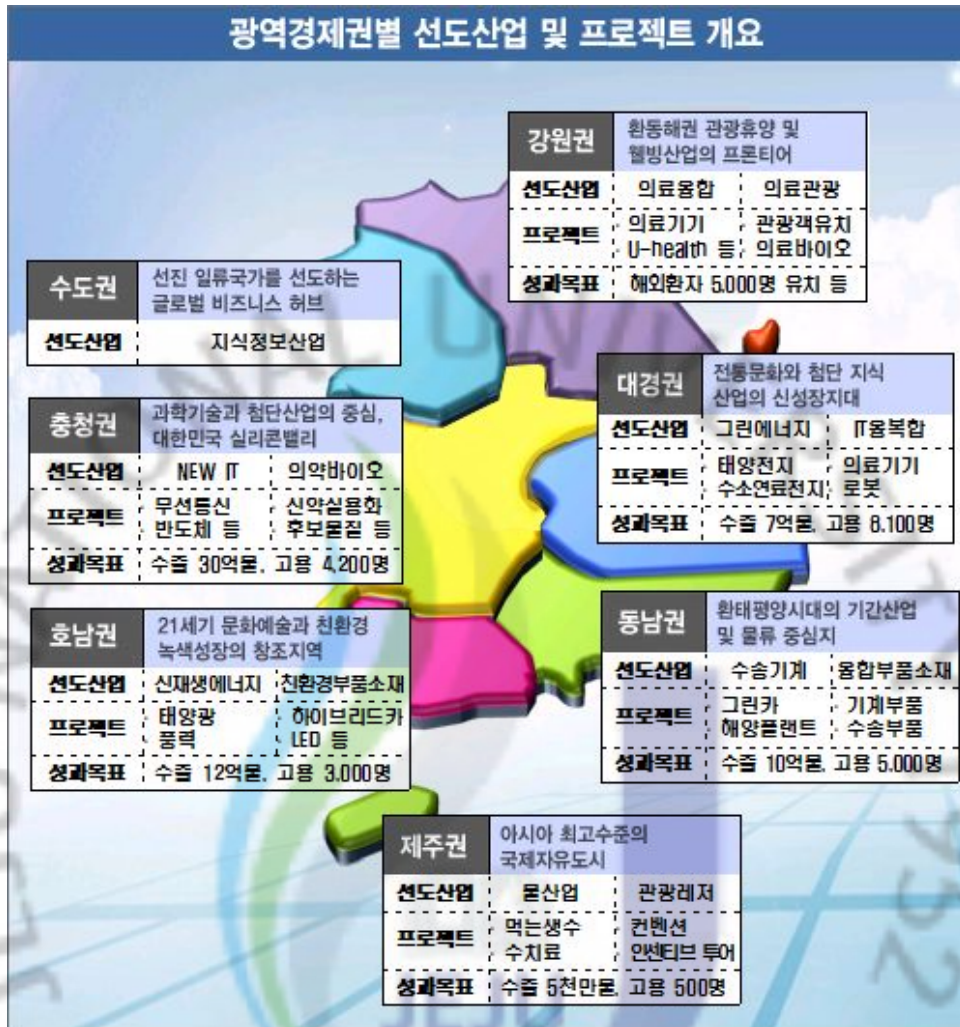 광역경제권별 선도산업 및 프로젝트 개요
강원권 환동해권 관광휴양 및
웰빙산업의 프론티어
선도산업 의료융합 의료관광
프로젝트 · 의료기기 · 관광객유치
· U-health 등 · 의료바이오
성과목표 해외환자 5,000명 유치 등
수도권 선진 일류국가를 선도하는
글로벌 비즈니스 허브
선도산업 지식정보산업
대경권 전통문화와 첨단 지식
산업의 신성장지대
선도산업 그린에너지 IT융복합
프로젝트 · 태양전지 · 의료기기
· 수소연료전지 · 로봇
성과목표 수출 7억불, 고용 8,100명
충청권 과학기술과 첨단산업의 중심,
대한민국 실리콘밸리
선도산업 NEW IT 의약바이오
프로젝트 · 무선통신 · 신약실용화
· 반도체 등 · 후보물질 등
성과목표 수출 30억불, 고용 4,200명
동남권 환태평양시대의 기간산업
및 물류 중심지
선도산업 수송기계 융합부품소재
프로젝트 · 그린카 · 기계부품
· 해양플랜트 · 수송부품
성과목표 수출 10억불, 고용 5,000명
호남권 21세기 문화예술과 친환경
녹색성장의 창조지역
선도산업 신재생에너지 친환경부품소재
프로젝트 · 태양광 · 하이브리드카
· 풍력 · LED 등
성과목표 수출 12억불, 고용 3,000명
제주권 아시아 최고수준의
국제자유도시
선도산업 물산업 관광레저
프로젝트 · 먹는생수 · 컨벤션
· 수치료 · 인센티브 투어
성과목표 수출 5천만불, 고용 500명
NATIONAL UNIVERSITY
1952
JEJU